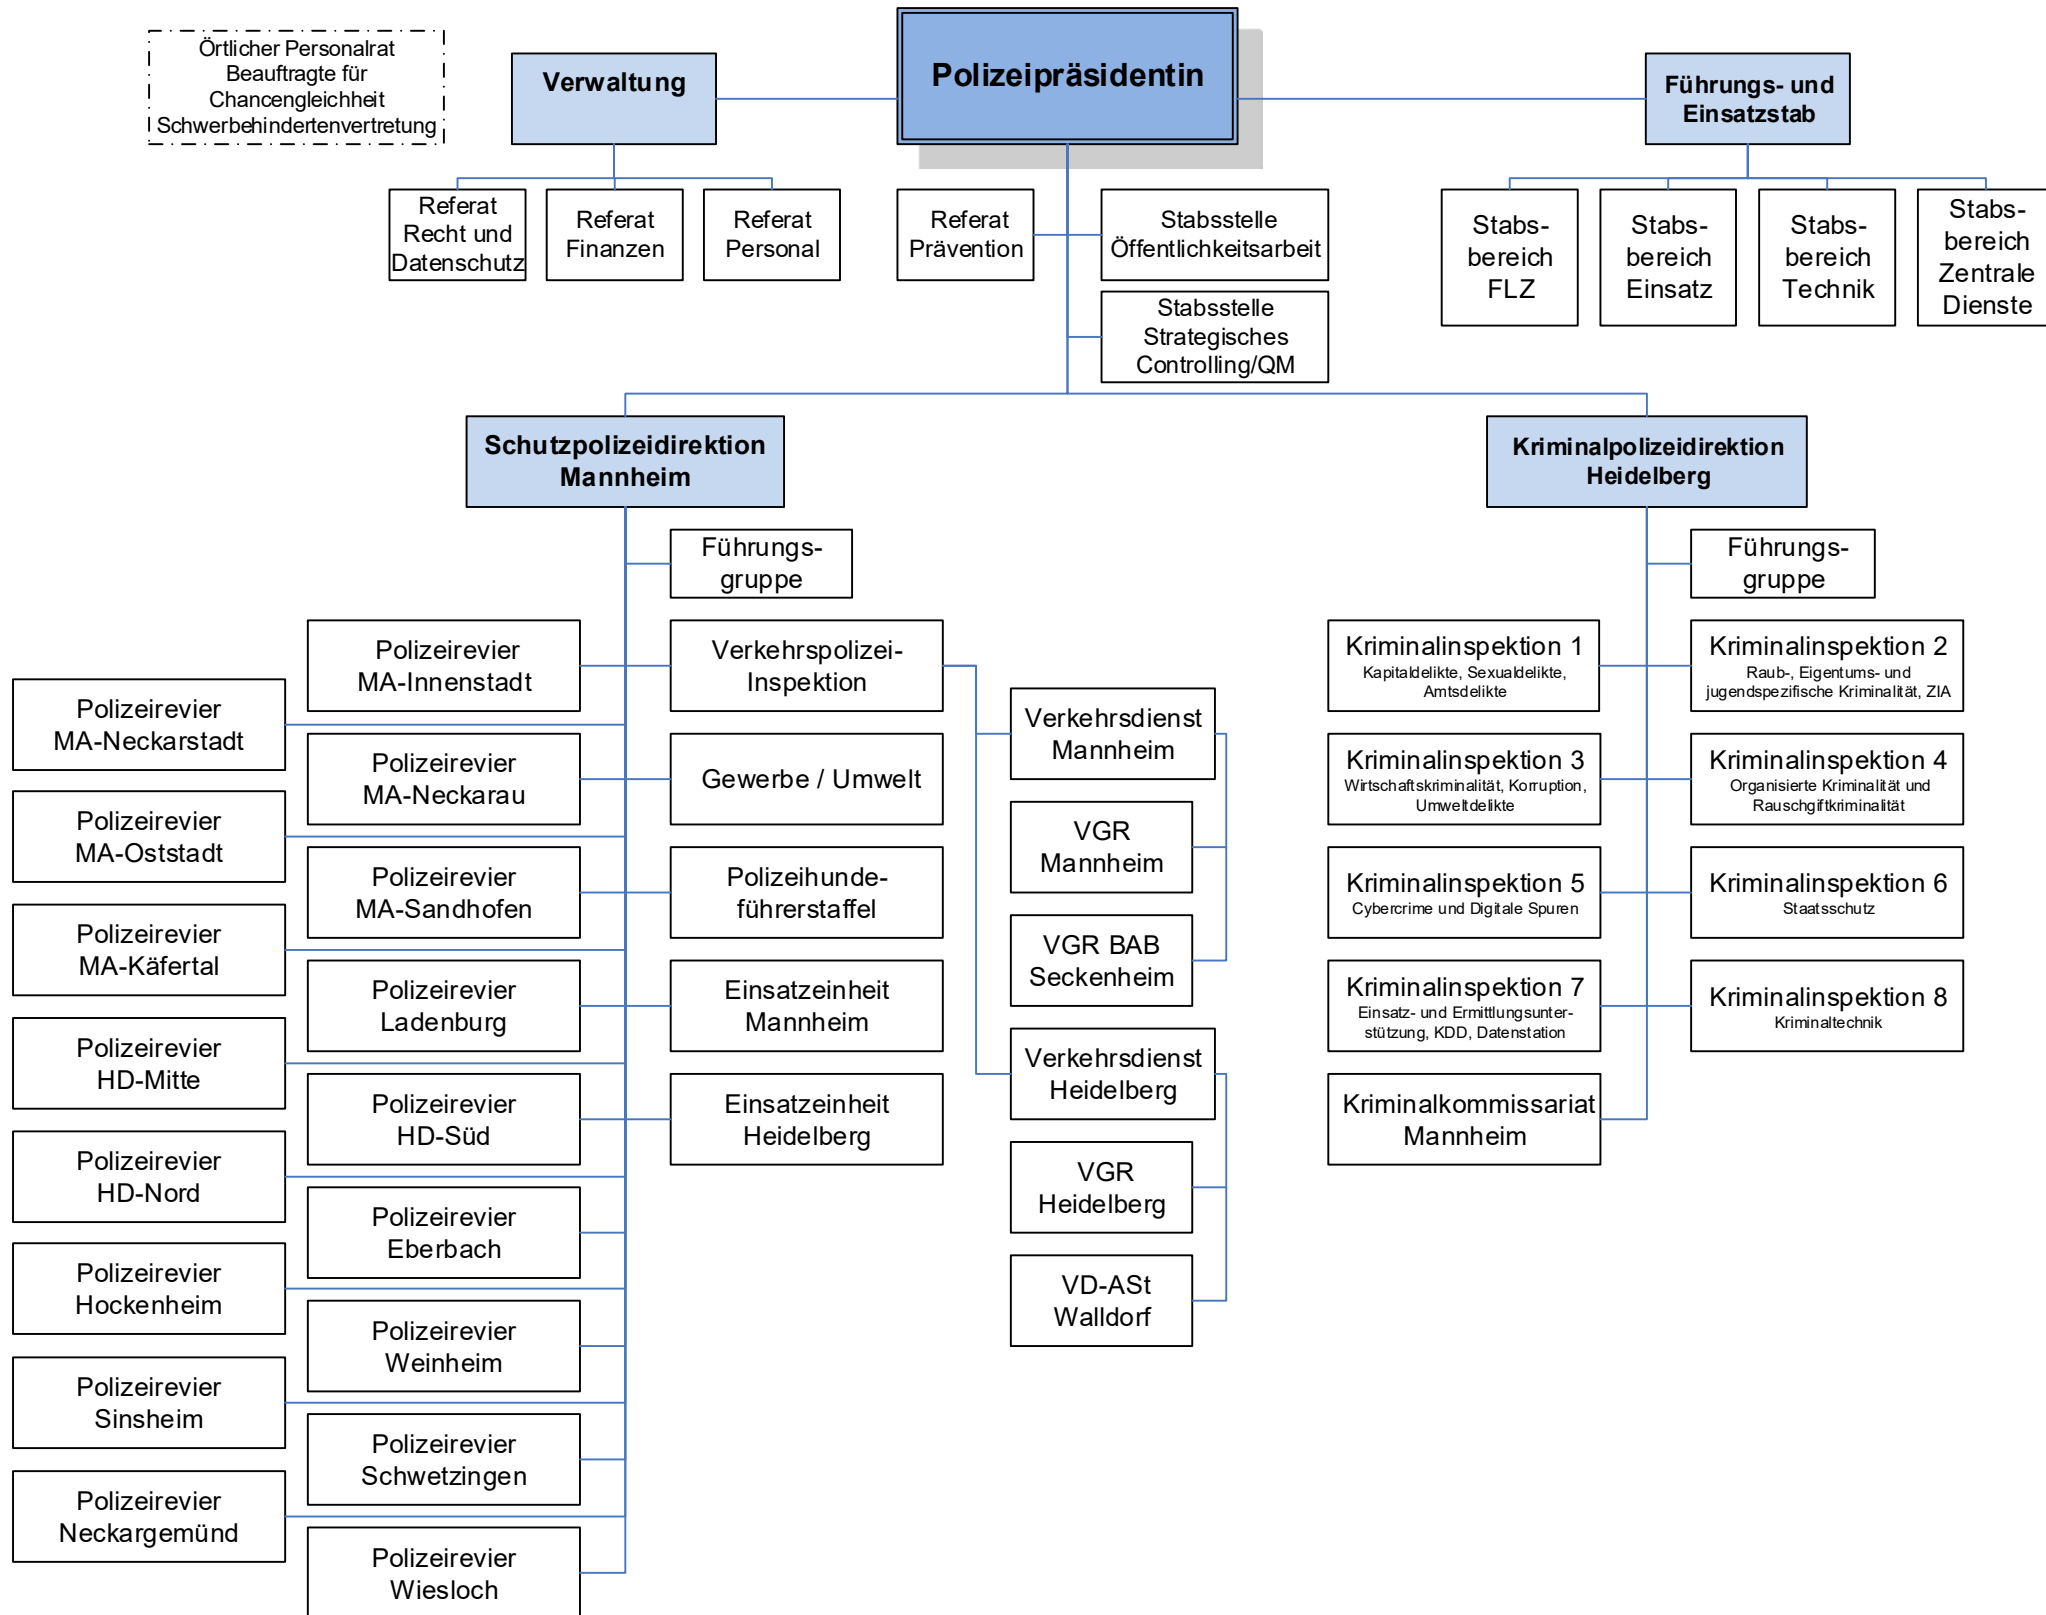 Örtlicher Personalrat
Beauftragte für
Chancengleichheit
Schwerbehindertenvertretung
Verwaltung
Polizeipräsidentin
Führungs- und
Einsatzstab
Referat
Recht und
Datenschutz
Referat
Finanzen
Referat
Personal
Referat
Prävention
Stabsstelle
Öffentlichkeitsarbeit
Stabsstelle
Strategisches
Controlling/QM
Stabs-
bereich
FLZ
Stabs-
bereich
Einsatz
Stabs-
bereich
Technik
Stabs-
bereich
Zentrale
Dienste
Schutzpolizeidirektion
Mannheim
Kriminalpolizeidirektion
Heidelberg
Führungs-
gruppe
Polizeirevier
MA-Innenstadt
Polizeirevier
MA-Neckarstadt
Polizeirevier
MA-Neckarau
Polizeirevier
MA-Oststadt
Polizeirevier
MA-Sandhofen
Polizeirevier
MA-Käfertal
Polizeirevier
Ladenburg
Polizeirevier
HD-Mitte
Polizeirevier
HD-Süd
Polizeirevier
HD-Nord
Polizeirevier
Eberbach
Polizeirevier
Hockenheim
Polizeirevier
Weinheim
Polizeirevier
Sinsheim
Polizeirevier
Schwetzingen
Polizeirevier
Neckargemünd
Polizeirevier
Wiesloch
Verkehrspolizei-
Inspektion
Gewerbe / Umwelt
Polizeihunde-
führerstaffel
Einsatzeinheit
Mannheim
Einsatzeinheit
Heidelberg
Verkehrsdienst
Mannheim
VGR
Mannheim
VGR BAB
Seckenheim
Verkehrsdienst
Heidelberg
VGR
Heidelberg
VD-ASt
Walldorf
Führungs-
gruppe
Kriminalinspektion 1
Kapitaldelikte, Sexualdelikte,
Amtsdelikte
Kriminalinspektion 2
Raub-, Eigentums- und
jugendspezifische Kriminalität, ZIA
Kriminalinspektion 3
Wirtschaftskriminalität, Korruption,
Umweltdelikte
Kriminalinspektion 4
Organisierte Kriminalität und
Rauschgiftkriminalität
Kriminalinspektion 5
Cybercrime und Digitale Spuren
Kriminalinspektion 6
Staatsschutz
Kriminalinspektion 7
Einsatz- und Ermittlungsunter-
stützung, KDD, Datenstation
Kriminalinspektion 8
Kriminaltechnik
Kriminalkommissariat
Mannheim